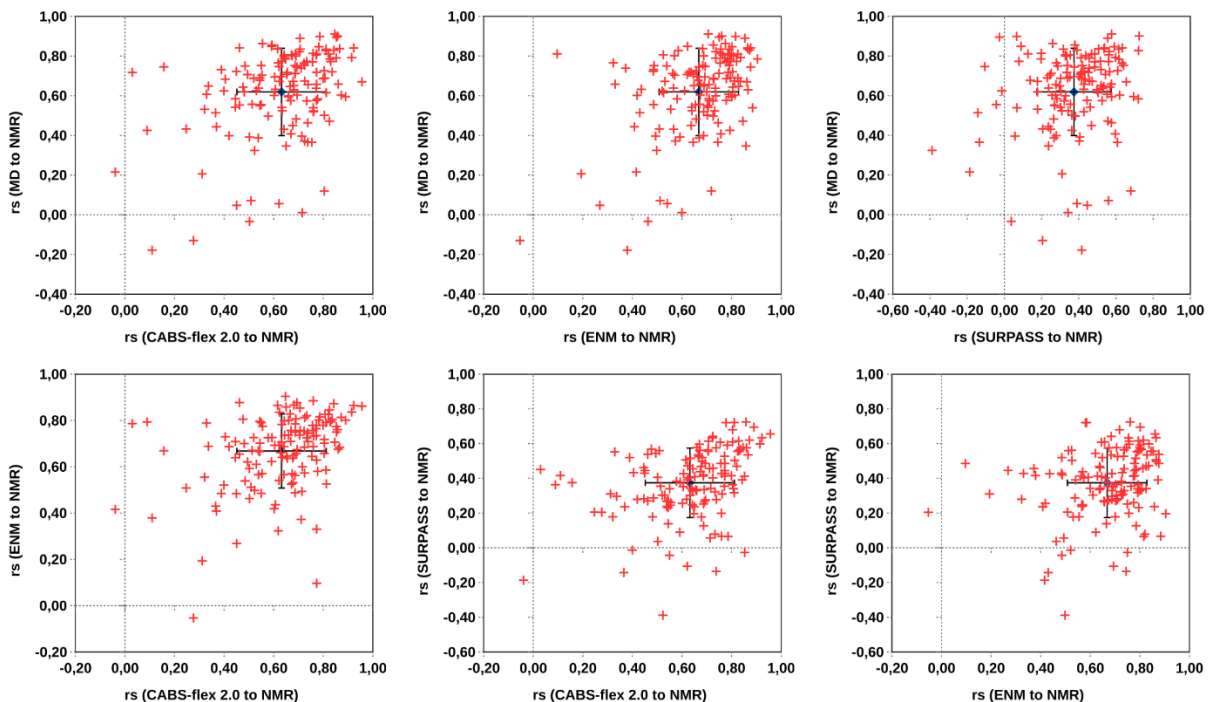 1,00 1,00 1,00
0,80 0,80 0,80
0,60 0,60 0,60
0,40 0,40 0,40
0,20 0,20 0,20
0,00 0,00 0,00
-0,20 -0,20 -0,20
-0,40 -0,40 -0,40
rs (MD to NMR) rs (MD to NMR) rs (MD to NMR)
-0,20 0,00 0,20 0,40 0,60 0,80 1,00 -0,20 0,00 0,20 0,40 0,60 0,80 1,00 -0,60 -0,40 -0,20 0,00 0,20 0,40 0,60 0,80 1,00
rs (CABS-flex 2.0 to NMR) rs (ENM to NMR) rs (SURPASS to NMR)
1,00 1,00 1,00
0,80 0,80 0,80
0,60 0,60 0,60
0,40 0,40 0,40
0,20 0,20 0,20
0,00 0,00 0,00
-0,20 -0,20 -0,20
-0,40 -0,40
-0,60 -0,60
rs (ENM to NMR) rs (SURPASS to NMR) rs (SURPASS to NMR)
-0,20 0,00 0,20 0,40 0,60 0,80 1,00 -0,20 0,00 0,20 0,40 0,60 0,80 1,00 -0,20 0,00 0,20 0,40 0,60 0,80 1,00
rs (CABS-flex 2.0 to NMR) rs (CABS-flex 2.0 to NMR) rs (ENM to NMR)